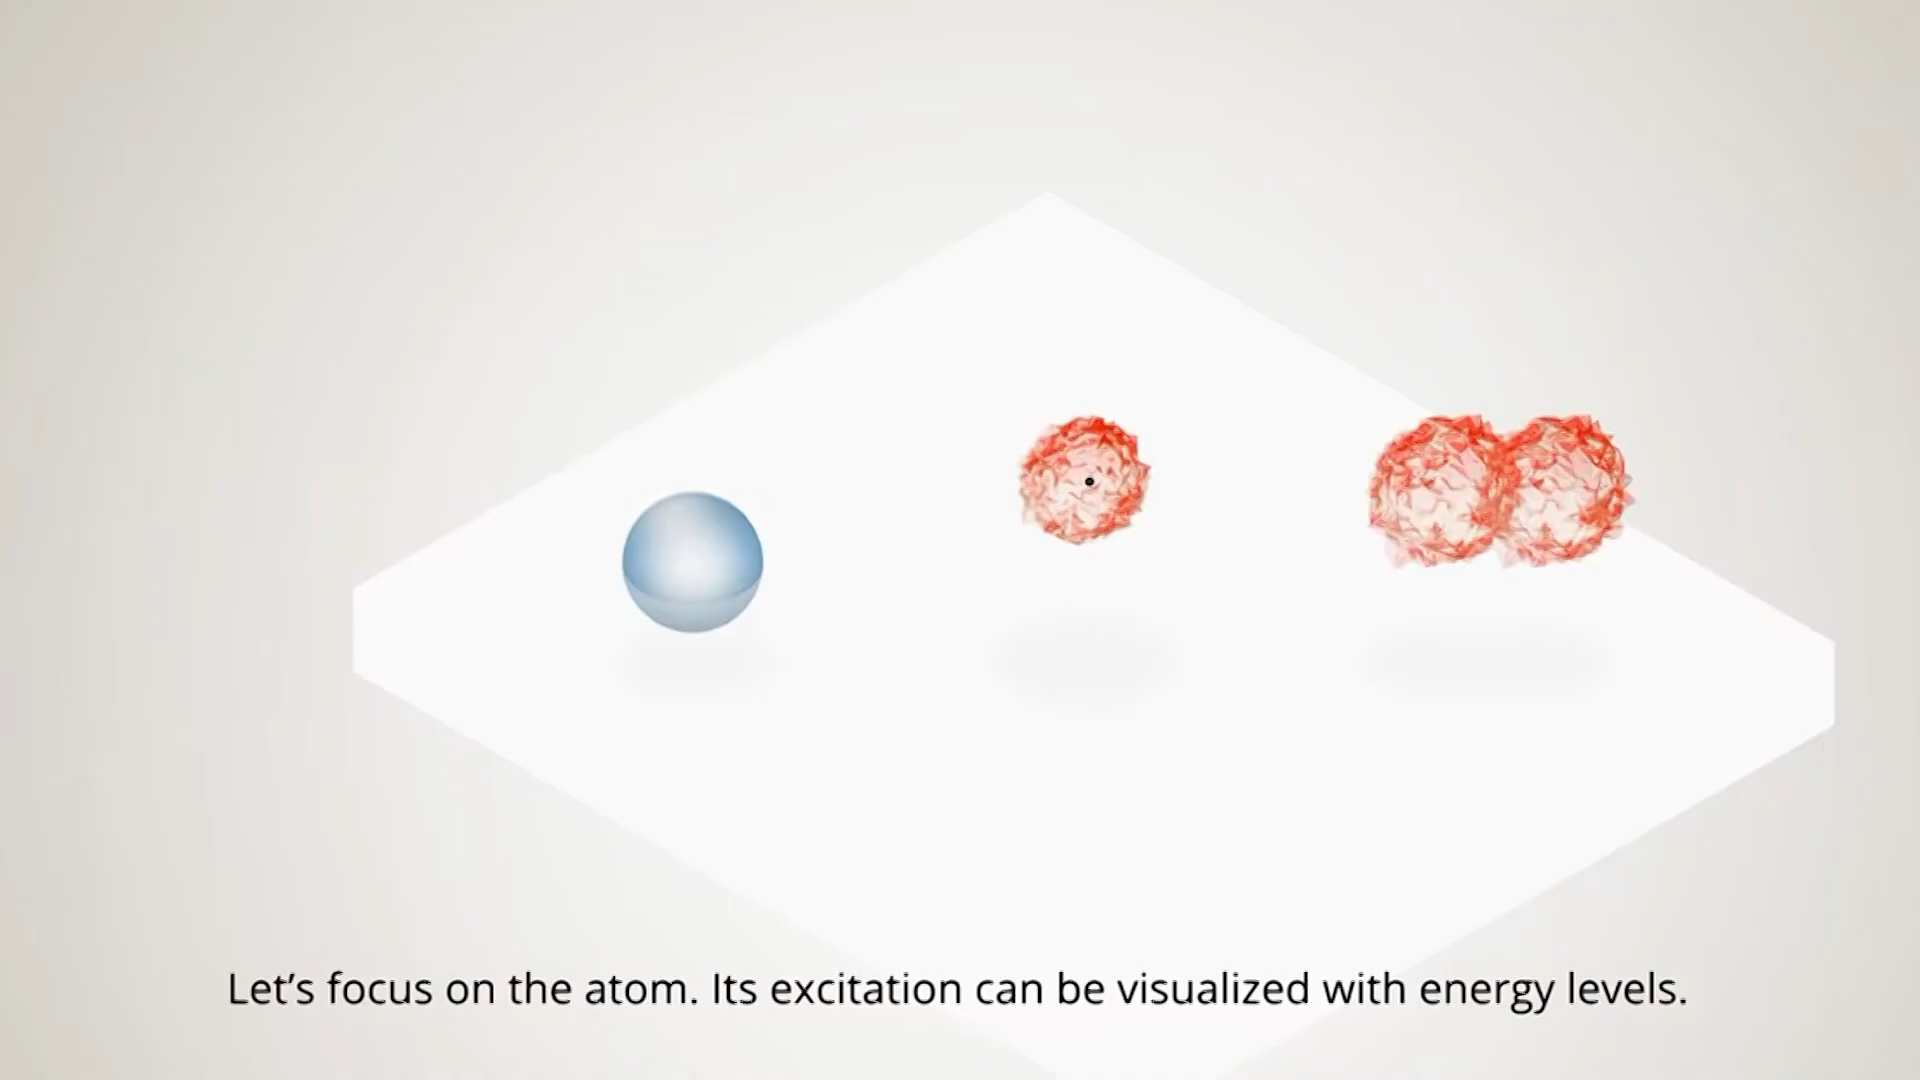 Let’s focus on the atom. Its excitation can be visualized with energy levels.